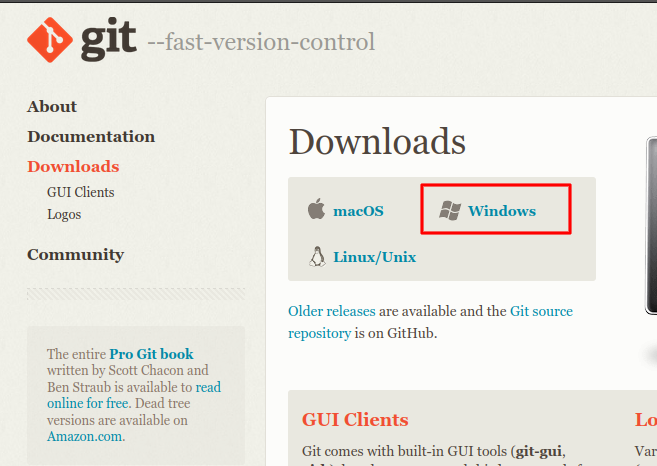 git --fast-version-control
About
Documentation
Downloads
GUI Clients
Logos
Community
The entire Pro Git book
written by Scott Chacon and
Ben Straub is available to read
online for free. Dead tree
versions are available on
Amazon.com.
Downloads
macOS
Windows
Linux/Unix
Older releases are available and the Git source
repository is on GitHub.
GUI Clients
Git comes with built-in GUI tools (git-gui,
Lo
Var